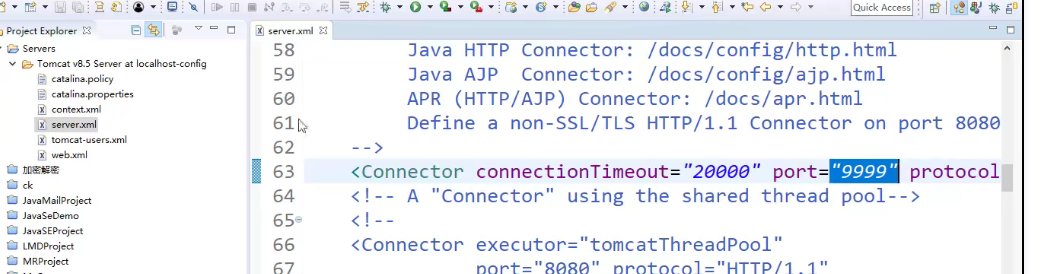 Quick Access
Project Explorer
Servers
Tomcat v8.5 Server at localhost-config
catalina.policy
catalina.properties
context.xml
server.xml
tomcat-users.xml
web.xml
加密解密
ck
JavaMailProject
JavaSeDemo
JavaSEProject
LMDProject
MRProject
server.xml
58 Java HTTP Connector: /docs/config/http.html
59 Java AJP  Connector: /docs/config/ajp.html
60 APR (HTTP/AJP) Connector: /docs/apr.html
61 Define a non-SSL/TLS HTTP/1.1 Connector on port 8080
62 -->
63 <Connector connectionTimeout="20000" port="9999" protocol
64 <!-- A "Connector" using the shared thread pool-->
65 <!--
66 <Connector executor="tomcatThreadPool"
67 port="8080" protocol="HTTP/1.1"